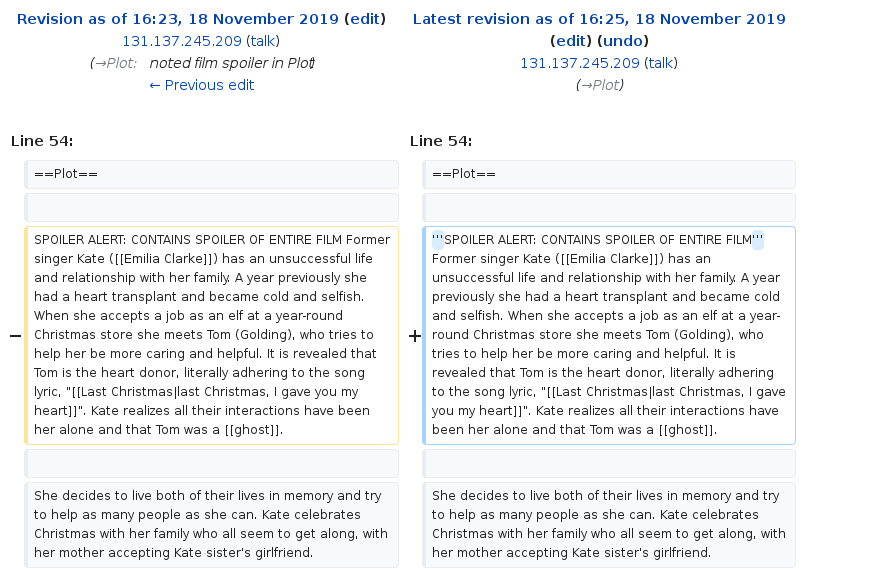 Revision as of 16:23, 18 November 2019 (edit)
131.137.245.209 (talk)
(→Plot: noted film spoiler in Plot)
← Previous edit
Latest revision as of 16:25, 18 November 2019
(edit) (undo)
131.137.245.209 (talk)
(→Plot)
Line 54:
==Plot==
−
SPOILER ALERT: CONTAINS SPOILER OF ENTIRE FILM Former
singer Kate ([[Emilia Clarke]]) has an unsuccessful life
and relationship with her family. A year previously she
had a heart transplant and became cold and selfish.
When she accepts a job as an elf at a year-round
Christmas store she meets Tom (Golding), who tries to
help her be more caring and helpful. It is revealed that
Tom is the heart donor, literally adhering to the song
lyric, "[[Last Christmas|last Christmas, I gave you my
heart]]". Kate realizes all their interactions have been
her alone and that Tom was a [[ghost]].
She decides to live both of their lives in memory and try
to help as many people as she can. Kate celebrates
Christmas with her family who all seem to get along, with
her mother accepting Kate sister's girlfriend.
Line 54:
==Plot==
+
'''SPOILER ALERT: CONTAINS SPOILER OF ENTIRE FILM'''
Former singer Kate ([[Emilia Clarke]]) has an
unsuccessful life and relationship with her family. A year
previously she had a heart transplant and became cold
and selfish. When she accepts a job as an elf at a year-
round Christmas store she meets Tom (Golding), who
tries to help her be more caring and helpful. It is
revealed that Tom is the heart donor, literally adhering
to the song lyric, "[[Last Christmas|last Christmas, I gave
you my heart]]". Kate realizes all their interactions have
been her alone and that Tom was a [[ghost]].
She decides to live both of their lives in memory and try
to help as many people as she can. Kate celebrates
Christmas with her family who all seem to get along, with
her mother accepting Kate sister's girlfriend.